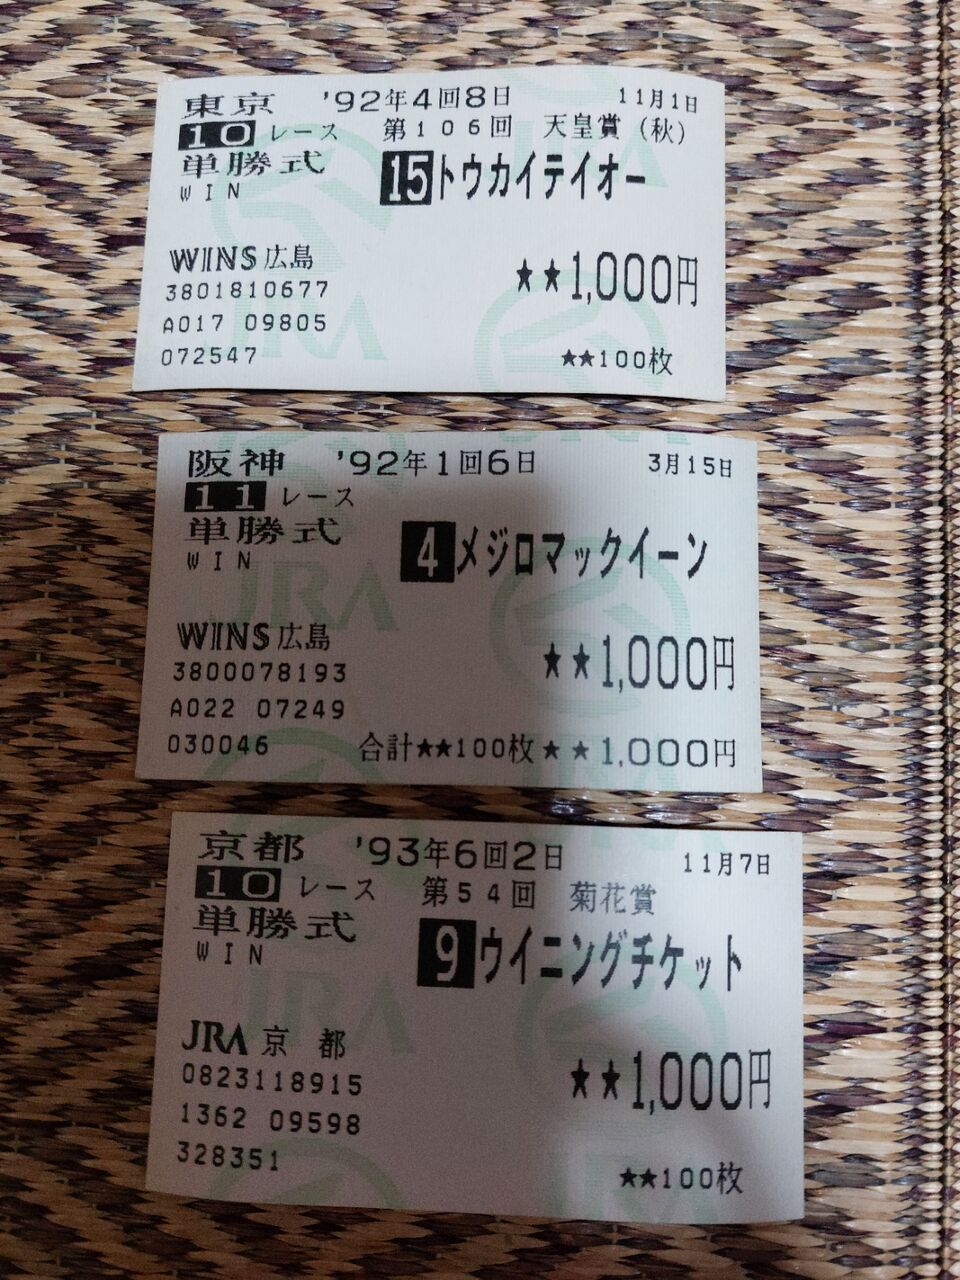 東京 '92年4回8日 11月1日
10 レース 第106回 天皇賞(秋)
単勝式 15 トウカイテイオー
WIN
WINS広島
★★1,000円
3801810677
A017 09805
072547 ★★100枚
阪神 '92年1回6日 3月15日
11 レース
単勝式 4 メジロマックイーン
WIN
WINS広島
★★1,000円
3800078193
A022 07249
030046 合計★★100枚★★1,000円
京都 '93年6回2日 11月7日
10 レース 第54回 菊花賞
単勝式 9 ウイニングチケット
WIN
JRA 京都
★★1,000円
0823118915
1362 09598
328351 ★★100枚
JRA
JRA
JRA